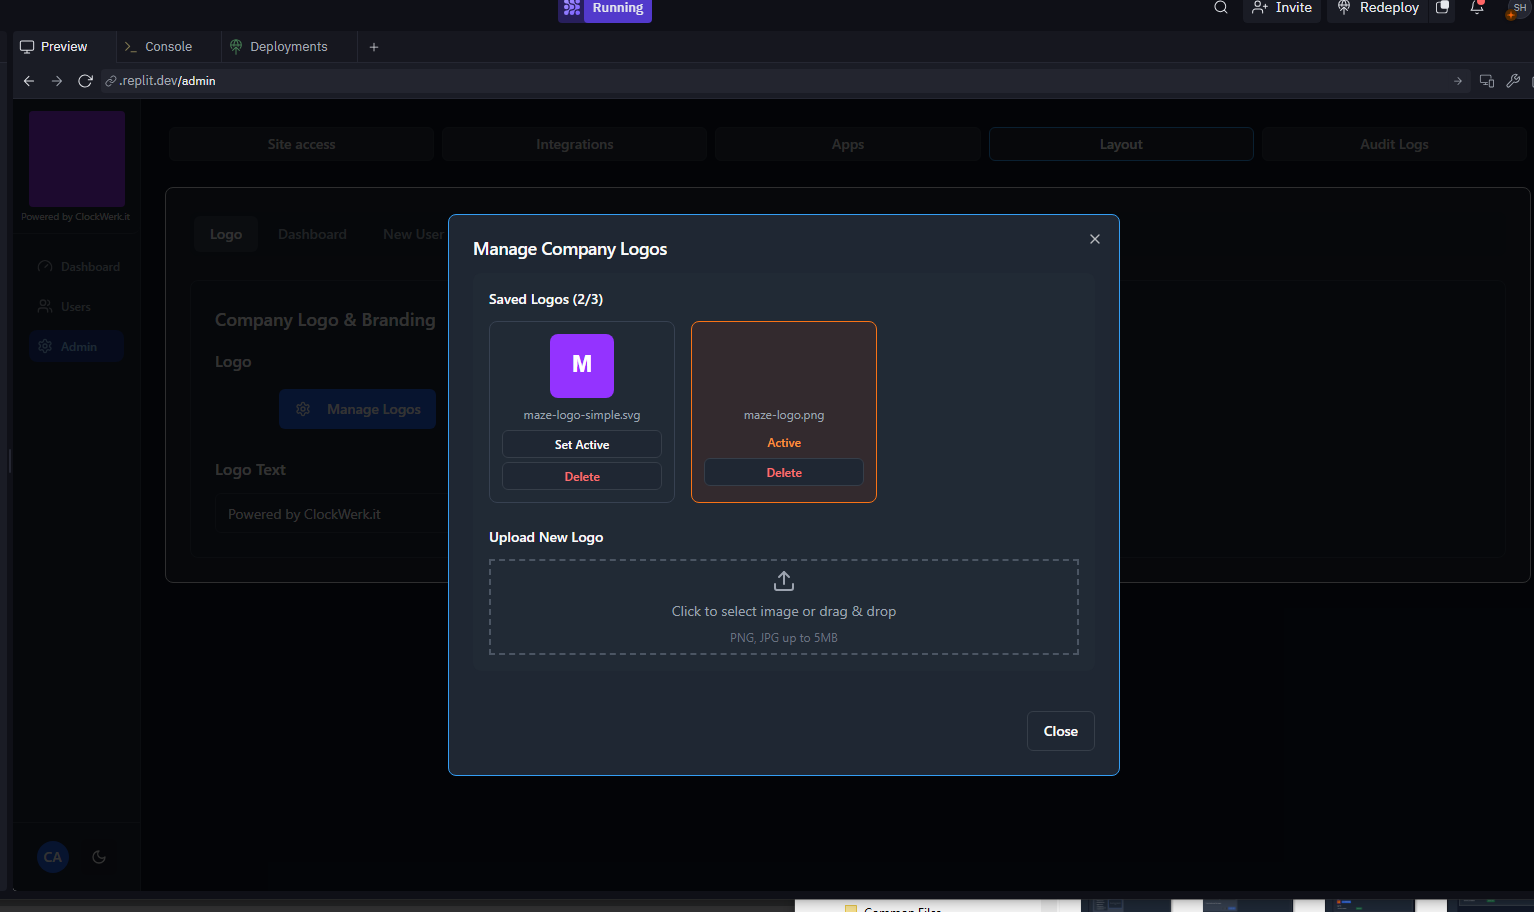 Running
Invite
Redeploy
SH
Preview
Console
Deployments
.replit.dev/admin
Powered by ClockWerk.it
Dashboard
Users
Admin
CA
Site access
Integrations
Apps
Layout
Audit Logs
Logo
Dashboard
New User
Company Logo & Branding
Logo
Manage Logos
Logo Text
Powered by ClockWerk.it
Manage Company Logos
Saved Logos (2/3)
M
maze-logo-simple.svg
Set Active
Delete
maze-logo.png
Active
Delete
Upload New Logo
Click to select image or drag & drop
PNG, JPG up to 5MB
Close
Common Files